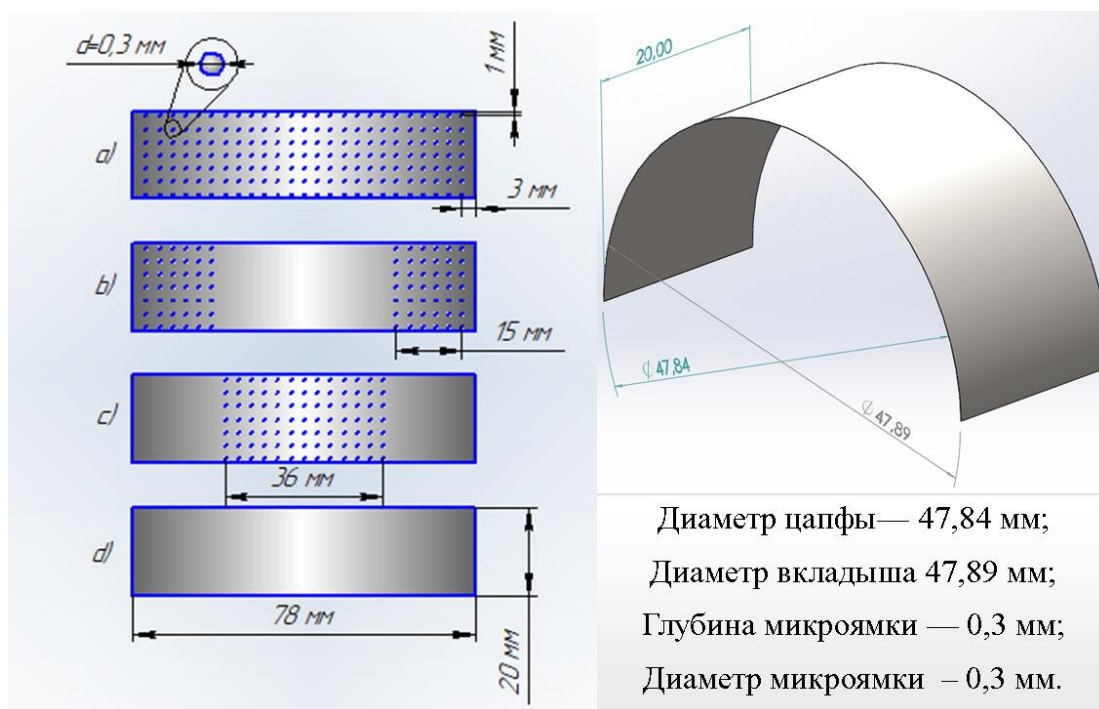 d=0,3 мм
1 мм
a)
3 мм
b)
15 мм
c)
36 мм
d)
78 мм
20 мм
20,00
∅47,84
∅47,89
Диаметр цапфы— 47,84 мм;
Диаметр вкладыша 47,89 мм;
Глубина микроямки — 0,3 мм;
Диаметр микроямки – 0,3 мм.